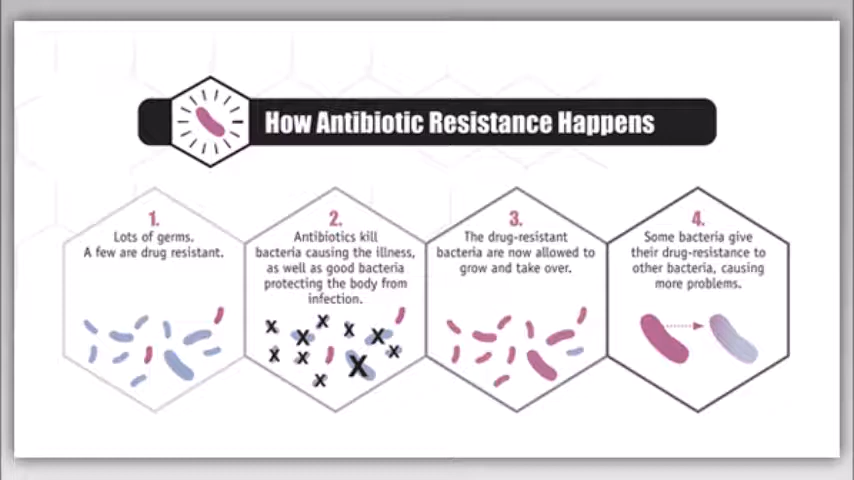 How Antibiotic Resistance Happens
1.
Lots of germs.
A few are drug resistant.
2.
Antibiotics kill
bacteria causing the illness,
as well as good bacteria
protecting the body from
infection.
3.
The drug-resistant
bacteria are now allowed to
grow and take over.
4.
Some bacteria give
their drug-resistance to
other bacteria, causing
more problems.